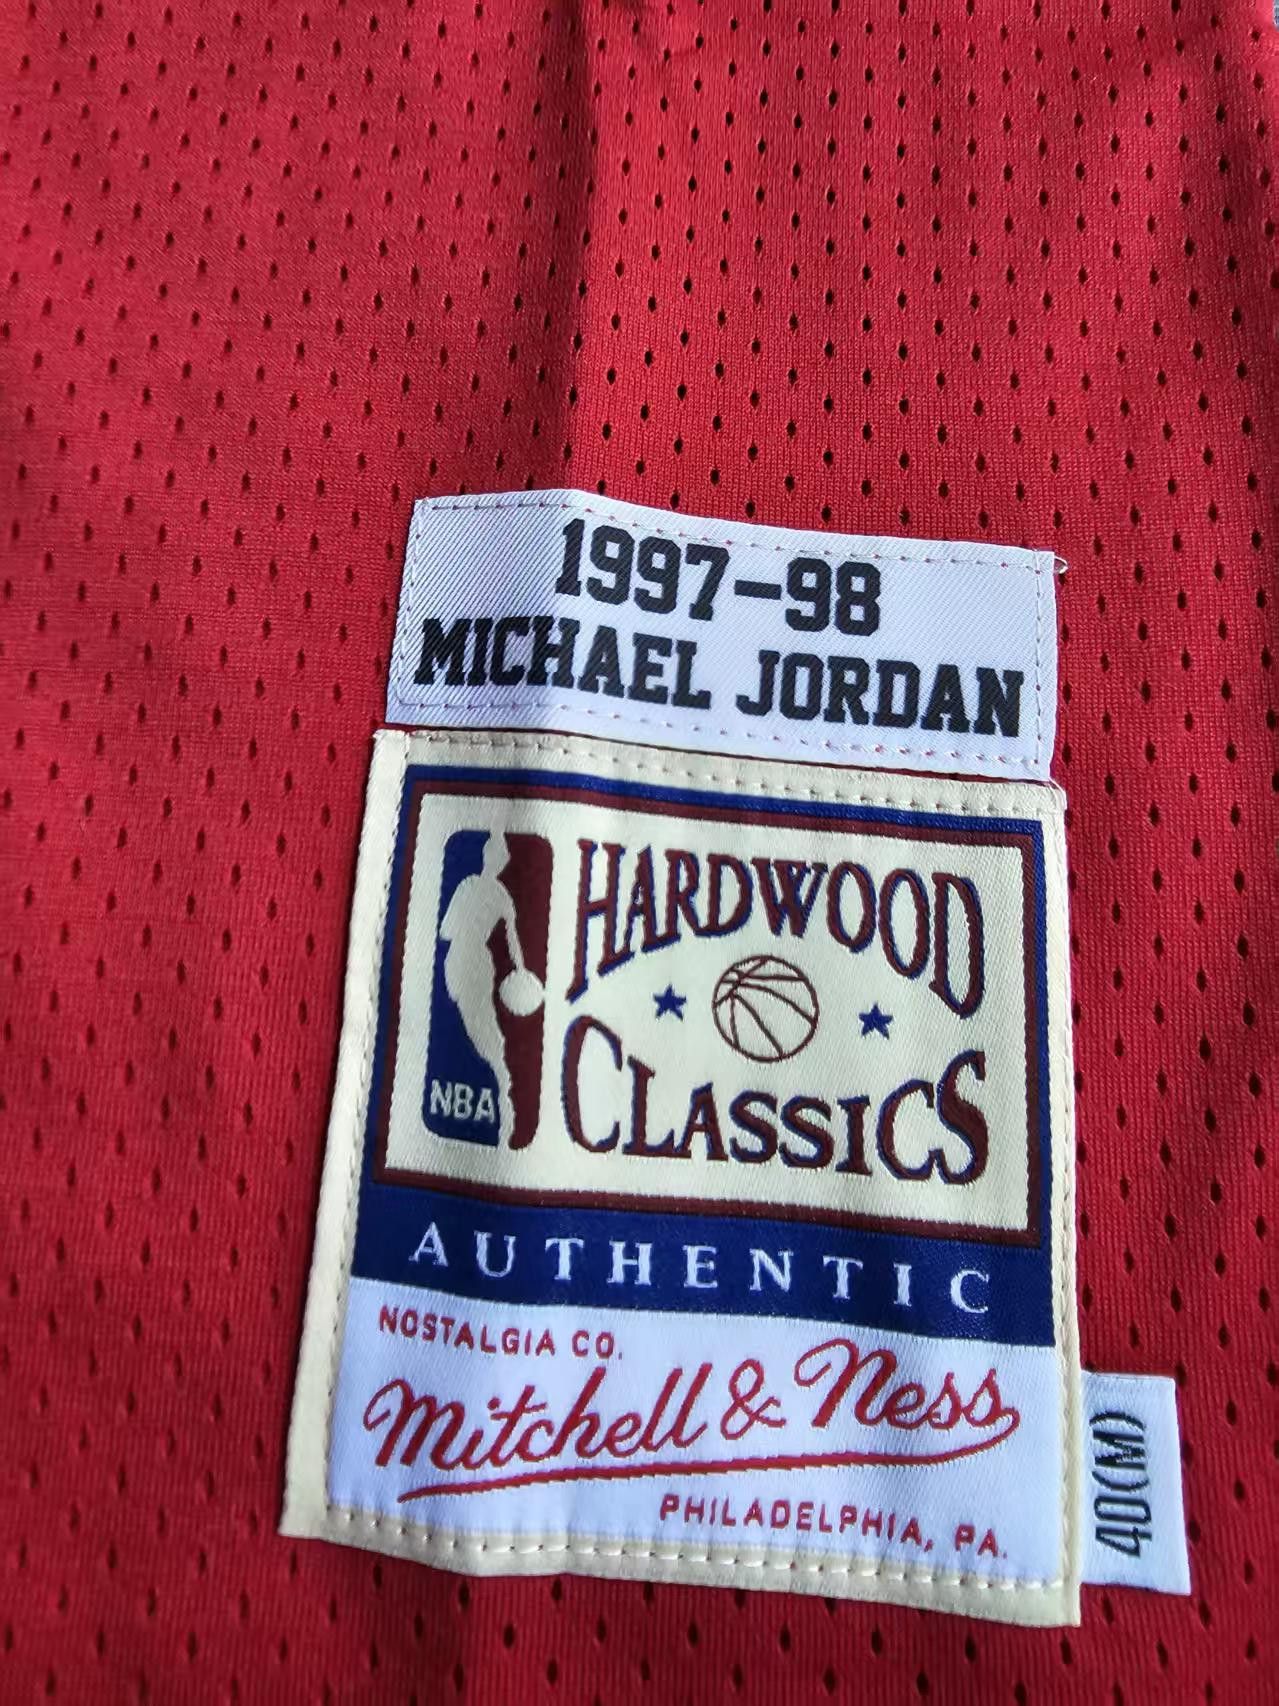 1997-98
MICHAEL JORDAN
HARDWOOD
CLASSICS
NBA
AUTHENTIC
NOSTALGIA CO.
Mitchell & Ness
PHILADELPHIA, PA.
40(M)